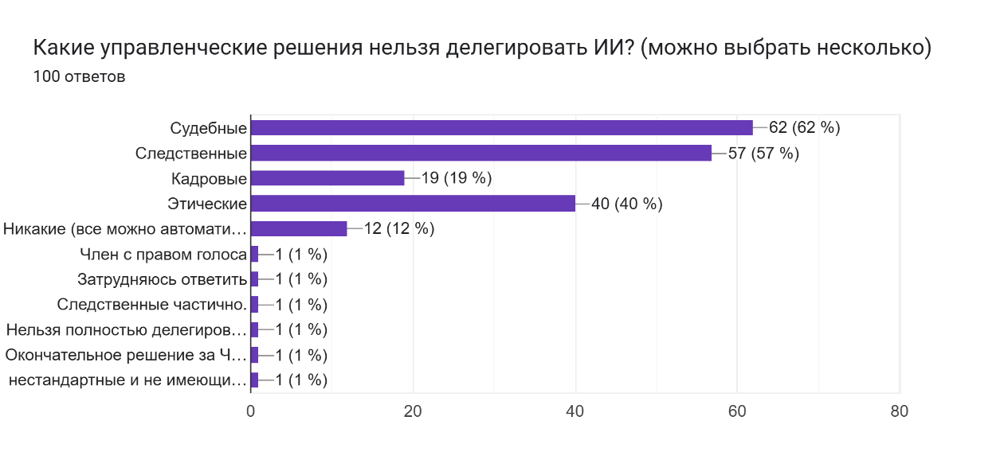 Какие управленческие решения нельзя делегировать ИИ? (можно выбрать несколько)
100 ответов
Судебные 62 (62 %)
Следственные 57 (57 %)
Кадровые 19 (19 %)
Этические 40 (40 %)
Никакие (все можно автомати… 12 (12 %)
Член с правом голоса 1 (1 %)
Затрудняюсь ответить 1 (1 %)
Следственные частично. 1 (1 %)
Нельзя полностью делегиров… 1 (1 %)
Окончательное решение за Ч… 1 (1 %)
нестандартные и не имеющи… 1 (1 %)
0 20 40 60 80